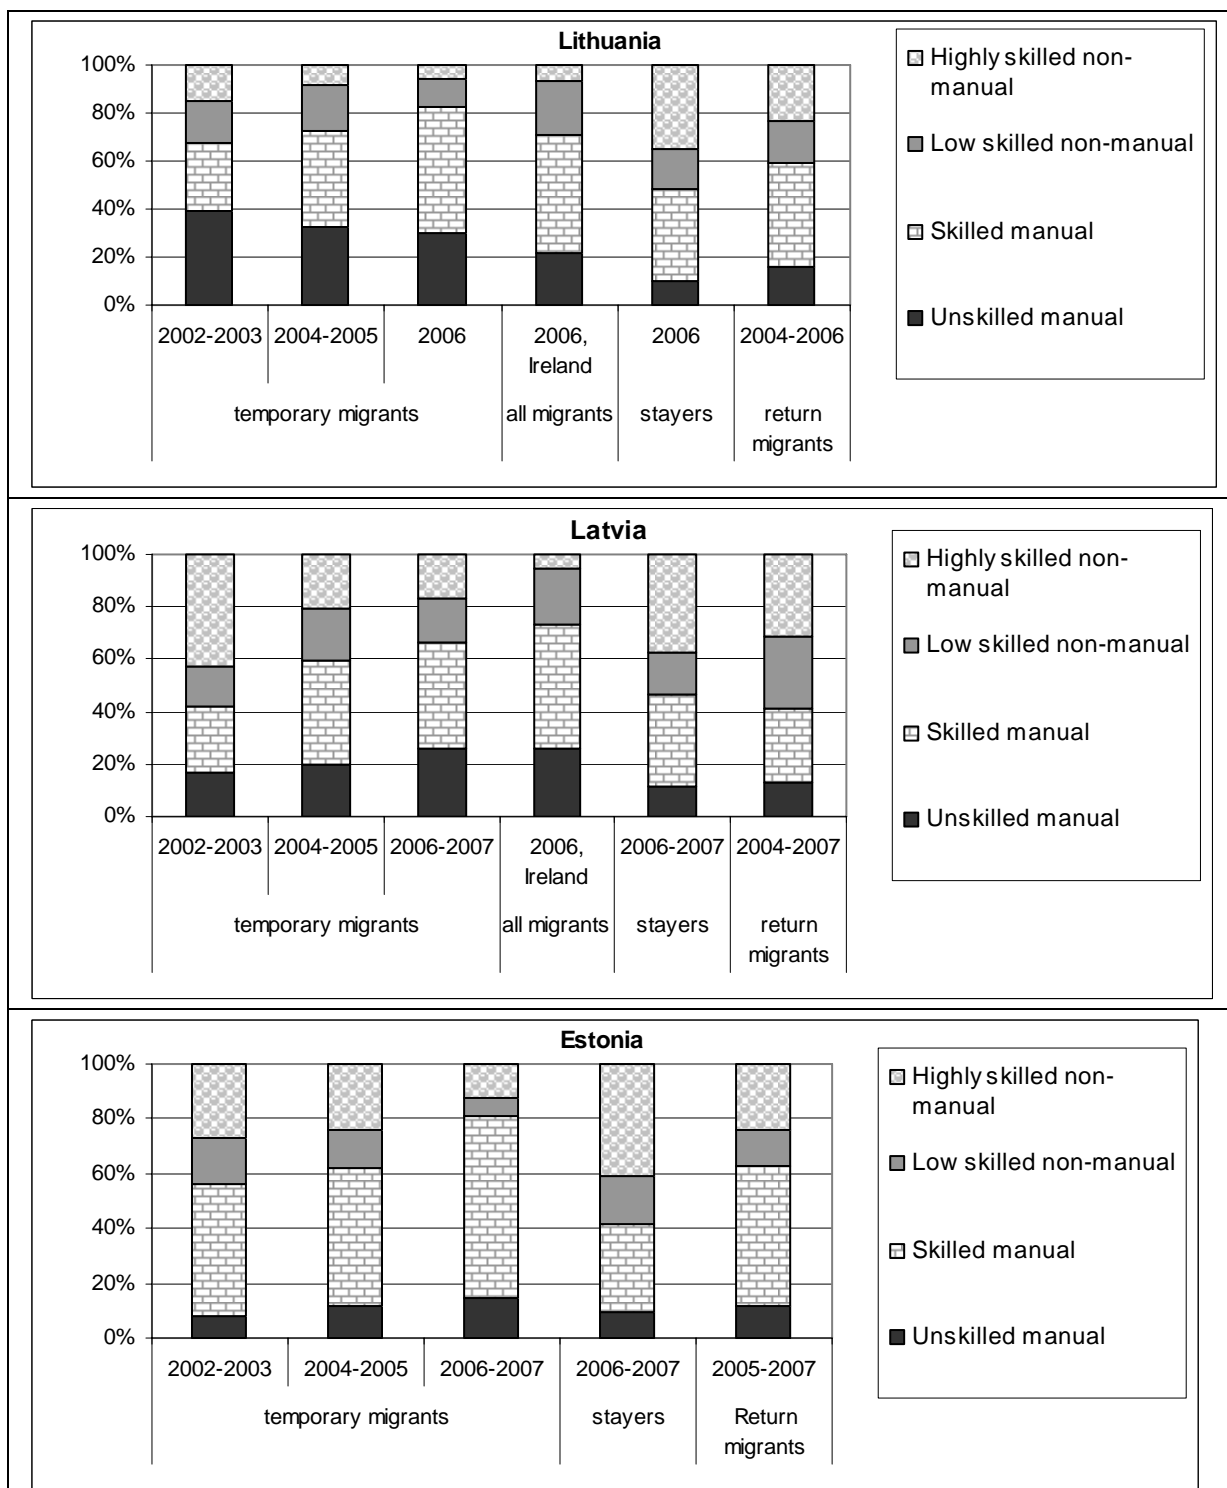 Lithuania
100%
80%
60%
40%
20%
0%
2002-2003 2004-2005 2006 2006, 2006 2004-2006
Ireland
temporary migrants all migrants stayers return
migrants
Highly skilled non-
manual
Low skilled non-manual
Skilled manual
Unskilled manual
Latvia
100%
80%
60%
40%
20%
0%
2002-2003 2004-2005 2006-2007 2006, 2006-2007 2004-2007
Ireland
temporary migrants all migrants stayers return
migrants
Highly skilled non-
manual
Low skilled non-manual
Skilled manual
Unskilled manual
Estonia
100%
80%
60%
40%
20%
0%
2002-2003 2004-2005 2006-2007 2006-2007 2005-2007
temporary migrants stayers Return
migrants
Highly skilled non-
manual
Low skilled non-manual
Skilled manual
Unskilled manual